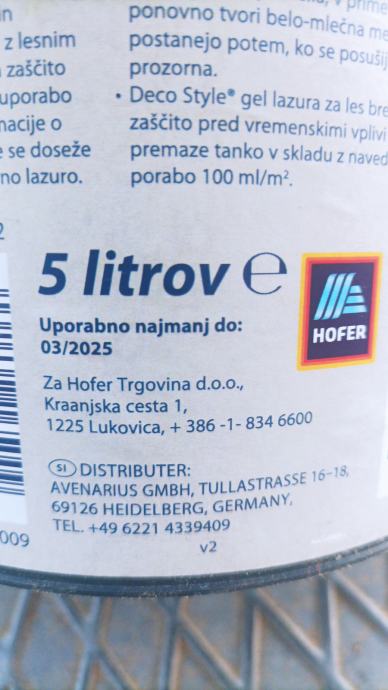 ponovno tvori belo-mlečna
postanejo potem, ko se posuši
prozorna.
z lesnim
zaščito
uporabo
• Deco Style® gel lazura za les
zaščito pred vremenskimi vplivi
premaze tanko v skladu z
porabo 100 ml/m².
o
se doseže
lazuro.
5 litrov ℮
HOFER
Uporabno najmanj do:
03/2025
Za Hofer Trgovina d.o.o.,
Kraanjska cesta 1,
1225 Lukovica, + 386 -1- 834 6600
SI DISTRIBUTER:
AVENARIUS GMBH, TULLASTRASSE 16-18,
69126 HEIDELBERG, GERMANY,
TEL. +49 6221 4339409
v2
009